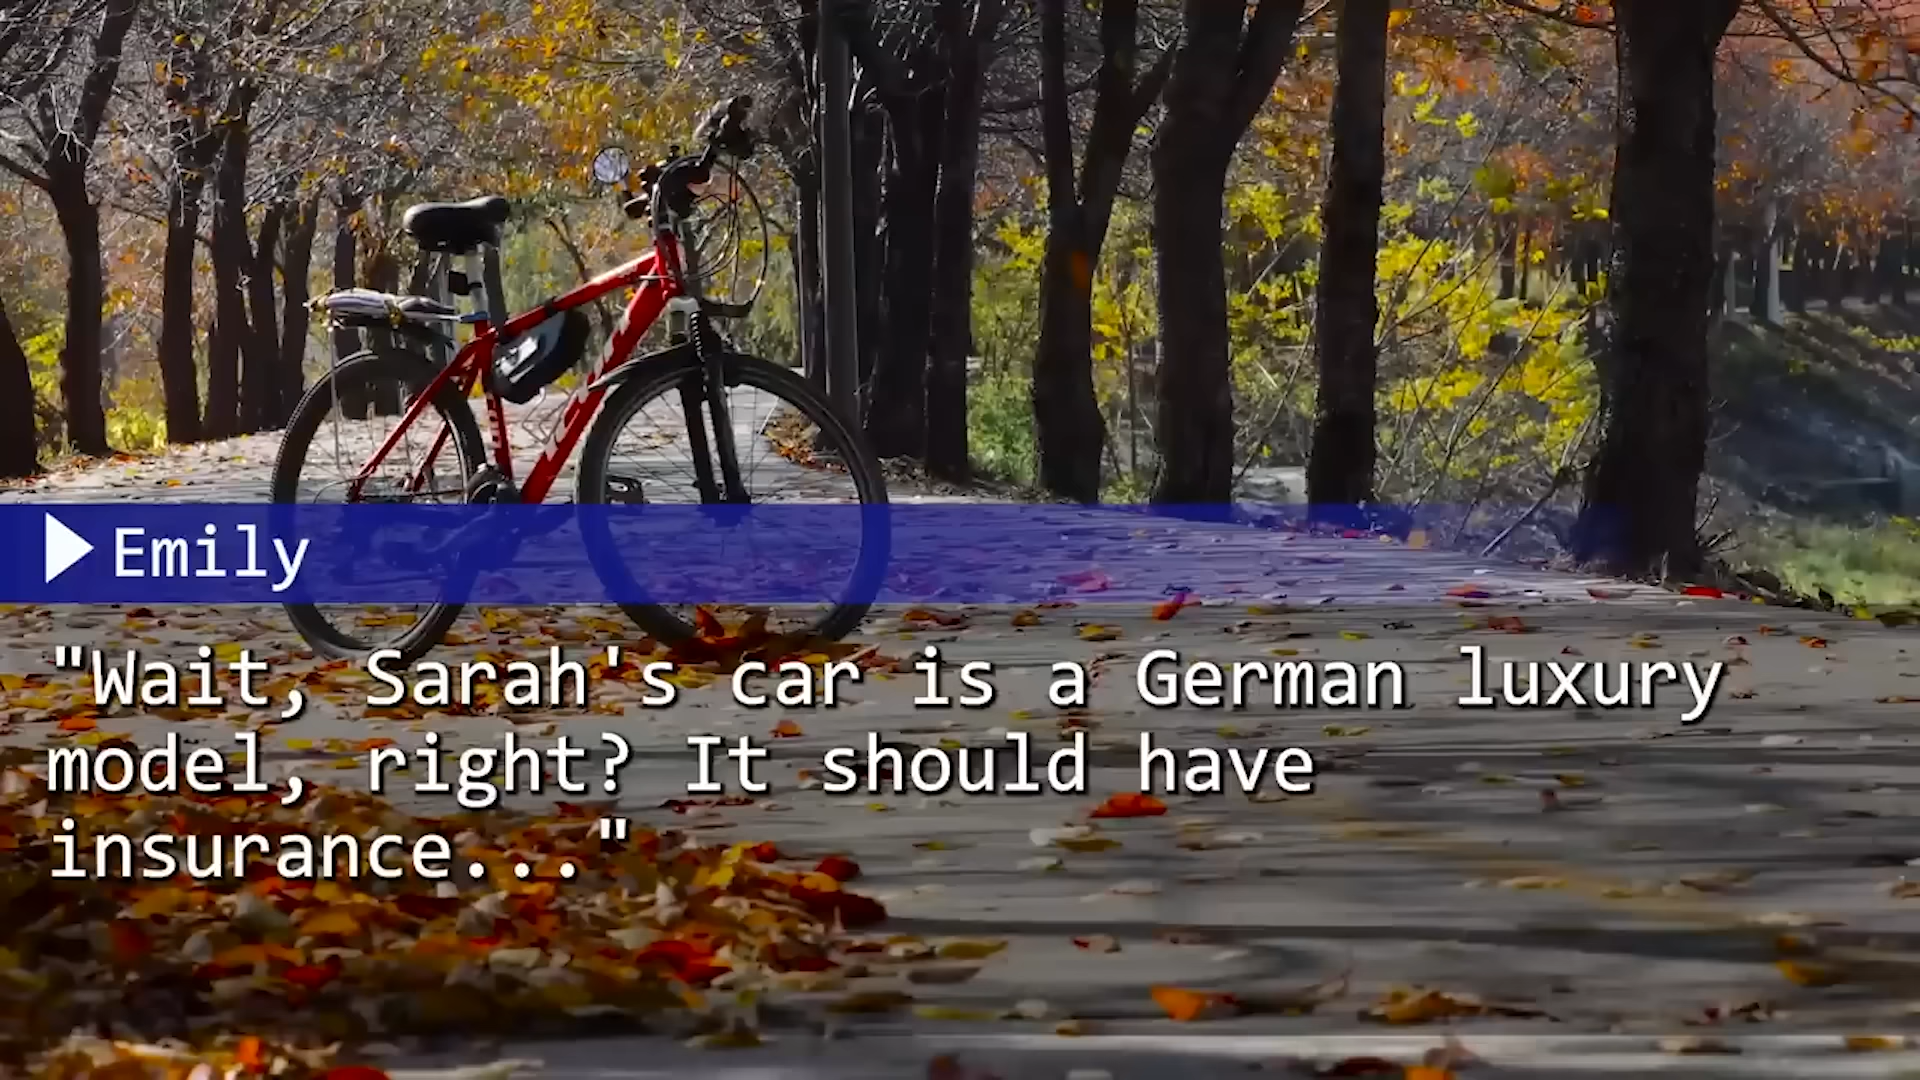 Emily
"Wait, Sarah's car is a German luxury
model, right? It should have
insurance..."